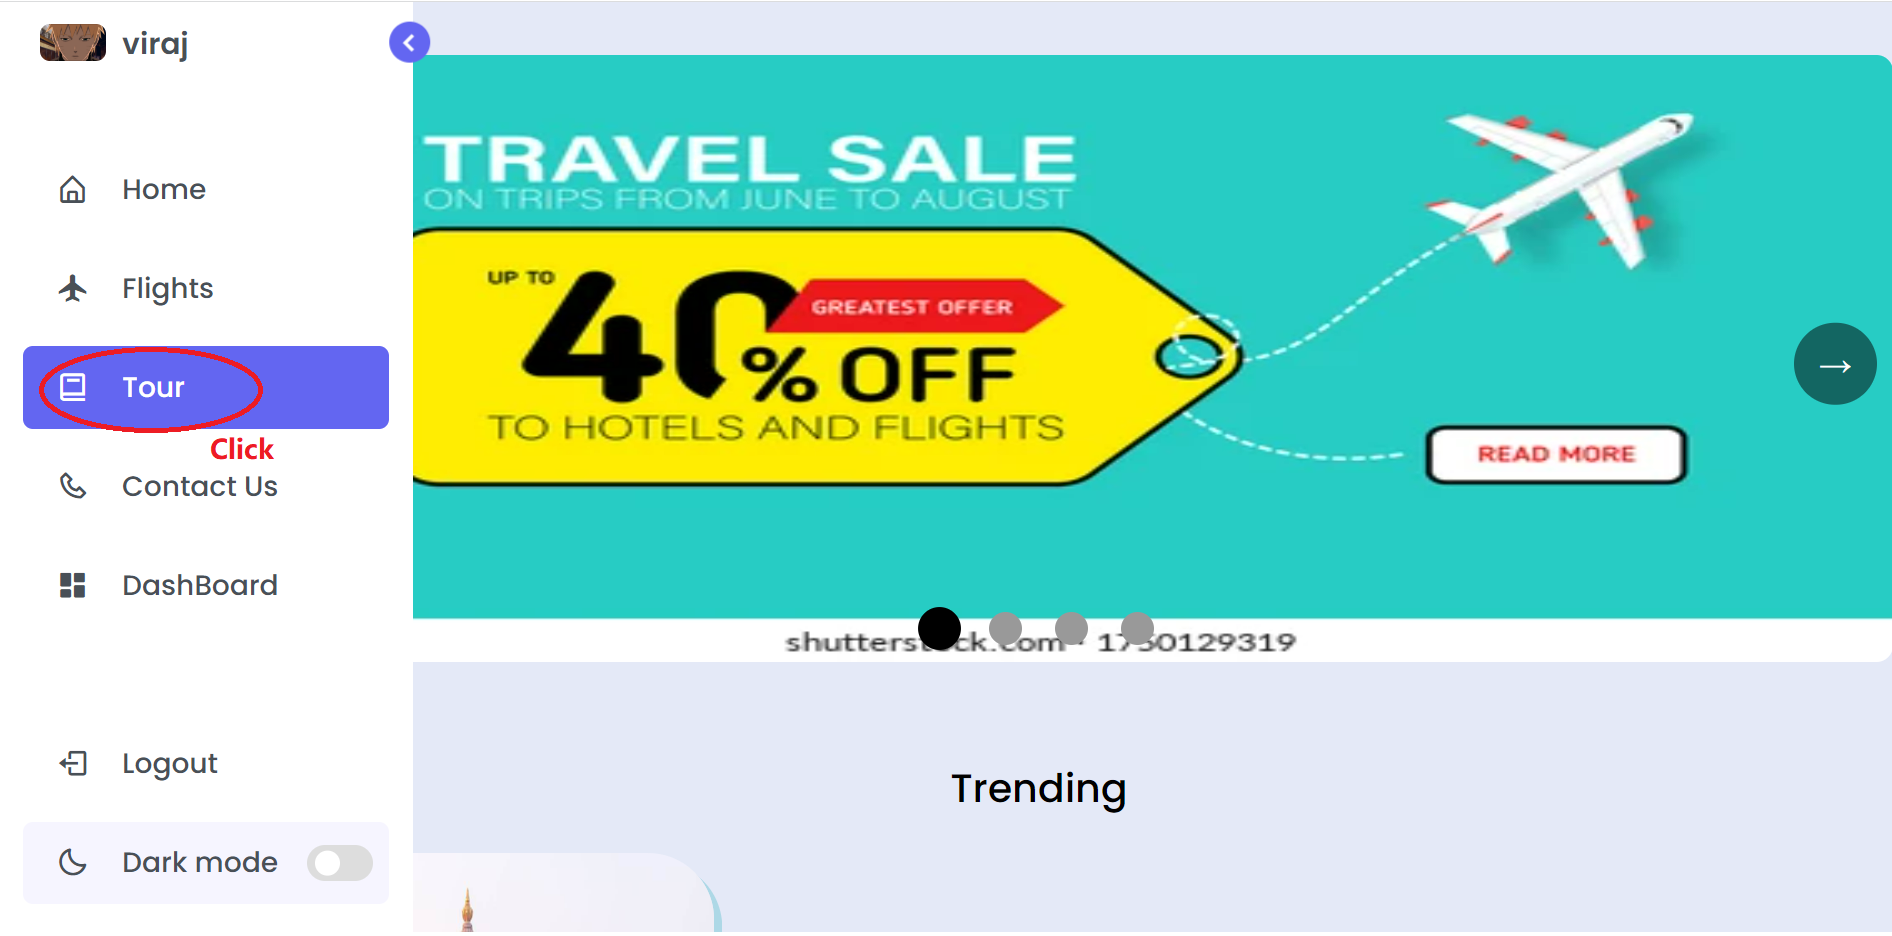 viraj
Home
Flights
Tour
Click
Contact Us
DashBoard
Logout
Dark mode
TRAVEL SALE
ON TRIPS FROM JUNE TO AUGUST
UP TO
40
GREATEST OFFER
% OFF
TO HOTELS AND FLIGHTS
READ MORE
Trending